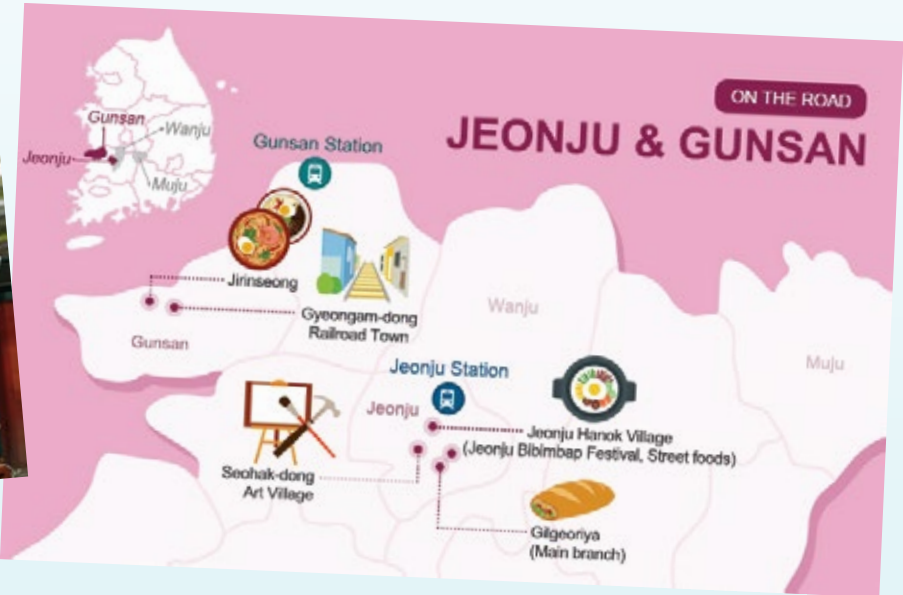 ON THE ROAD
JEONJU & GUNSAN
Gunsan
Wanju
Jeonju
Muju
Gunsan Station
Jirinseong
Gyeongam-dong
Railroad Town
Gunsan
Wanju
Muju
Jeonju Station
Jeonju
Jeonju Hanok Village
(Jeonju Bibimbap Festival, Street foods)
Seohak-dong
Art Village
Gilgeoriya
(Main branch)